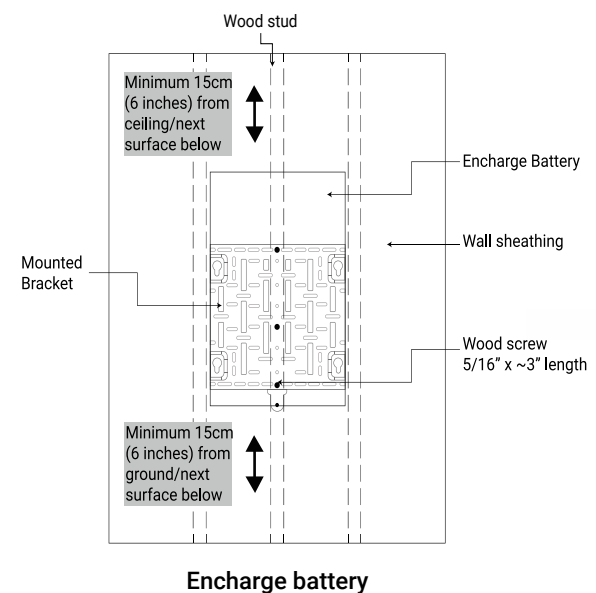 Wood stud
Minimum 15cm
(6 inches) from
ceiling/next
surface below
Encharge Battery
Wall sheathing
Mounted
Bracket
Wood screw
5/16” x ~3” length
Minimum 15cm
(6 inches) from
ground/next
surface below
Encharge battery